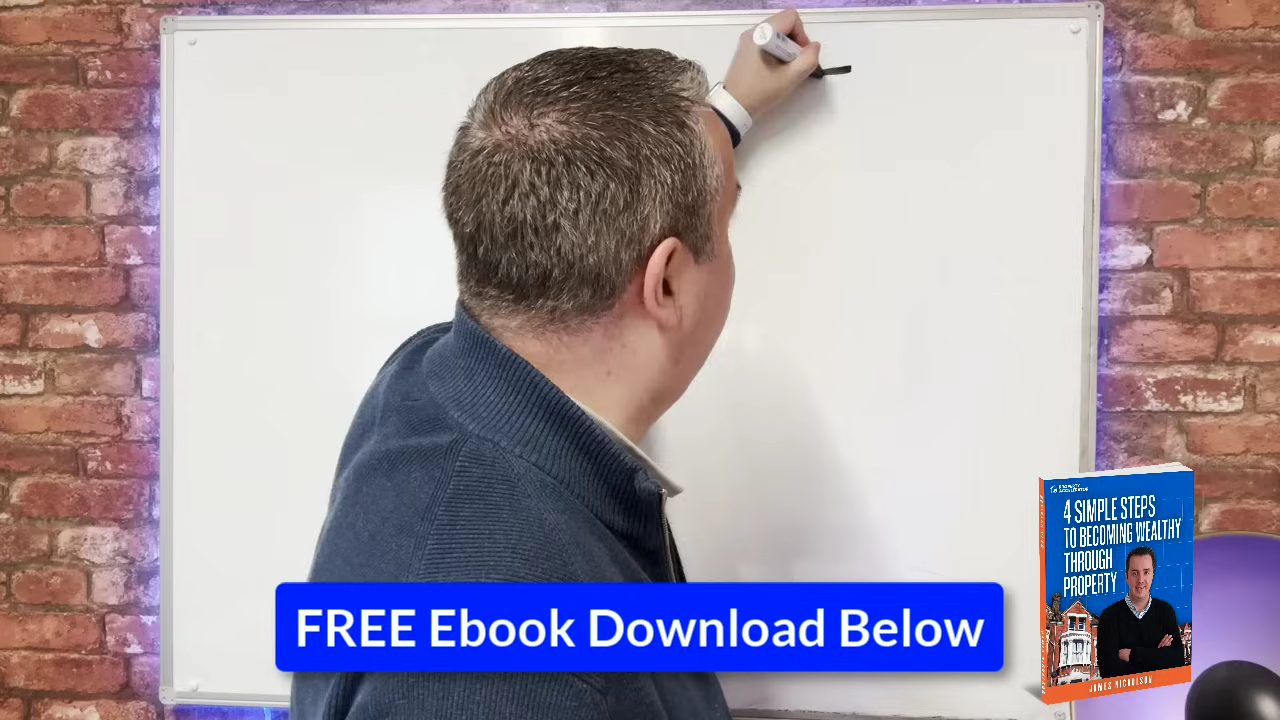 FREE Ebook Download Below
4 SIMPLE STEPS
TO BECOMING WEALTHY
THROUGH
PROPERTY
JAMES NICHOLSON